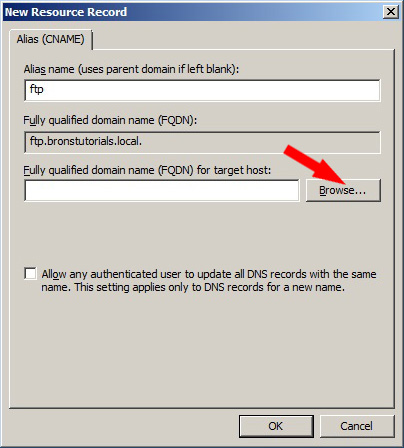 New Resource Record
Alias (CNAME)
Alias name (uses parent domain if left blank):
ftp
Fully qualified domain name (FQDN):
ftp.bronstutorials.local.
Fully qualified domain name (FQDN) for target host:
Browse...
Allow any authenticated user to update all DNS records with the same
name. This setting applies only to DNS records for a new name.
OK
Cancel